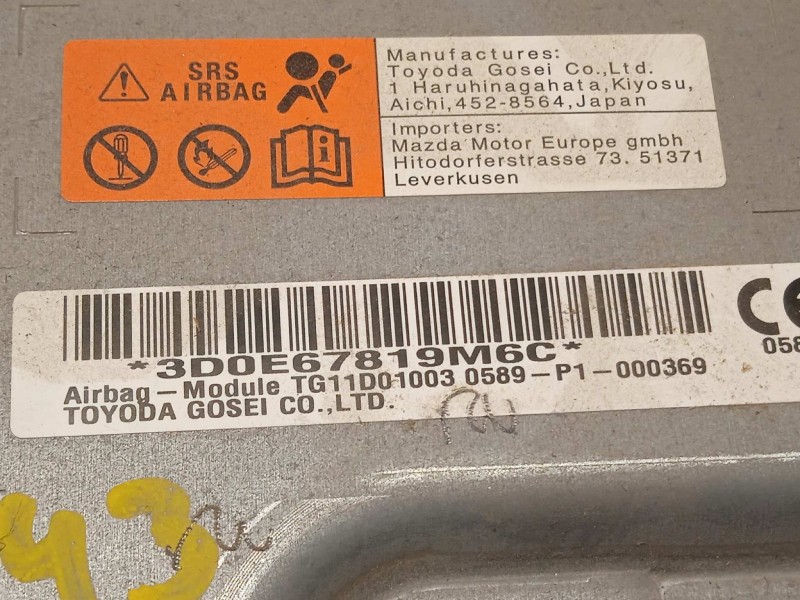 SRS
AIRBAG
Manufactures:
Toyoda Gosei Co.,Ltd.
1 Haruhinagahata,Kiyosu,
Aichi,452-8564,Japan
Importers:
Mazda Motor Europe gmbh
Hitodorferstrasse 73. 51371
Leverkusen
*3D0E67819M6C*
Airbag-Module TG11D01003 0589-P1-000369
TOYODA GOSEI CO.,LTD.
CE
058
43